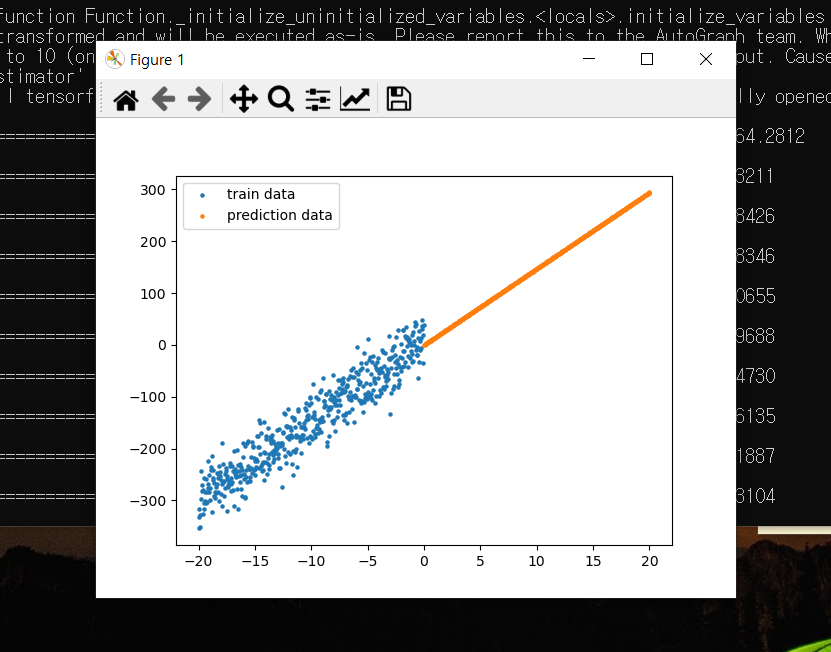 function Function._initialize_uninitialized_variables.<locals>.initialize_variables
transformed and will be executed as-is. Please report this to the AutoGraph team. Wh
to 10 (on
put. Cause
stimator'
l tensorf
lly opened
Figure 1
64.2812
3211
8426
8346
0655
9688
4730
6135
1887
3104
train data
prediction data
300
200
100
0
−100
−200
−300
−20 −15 −10 −5 0 5 10 15 20